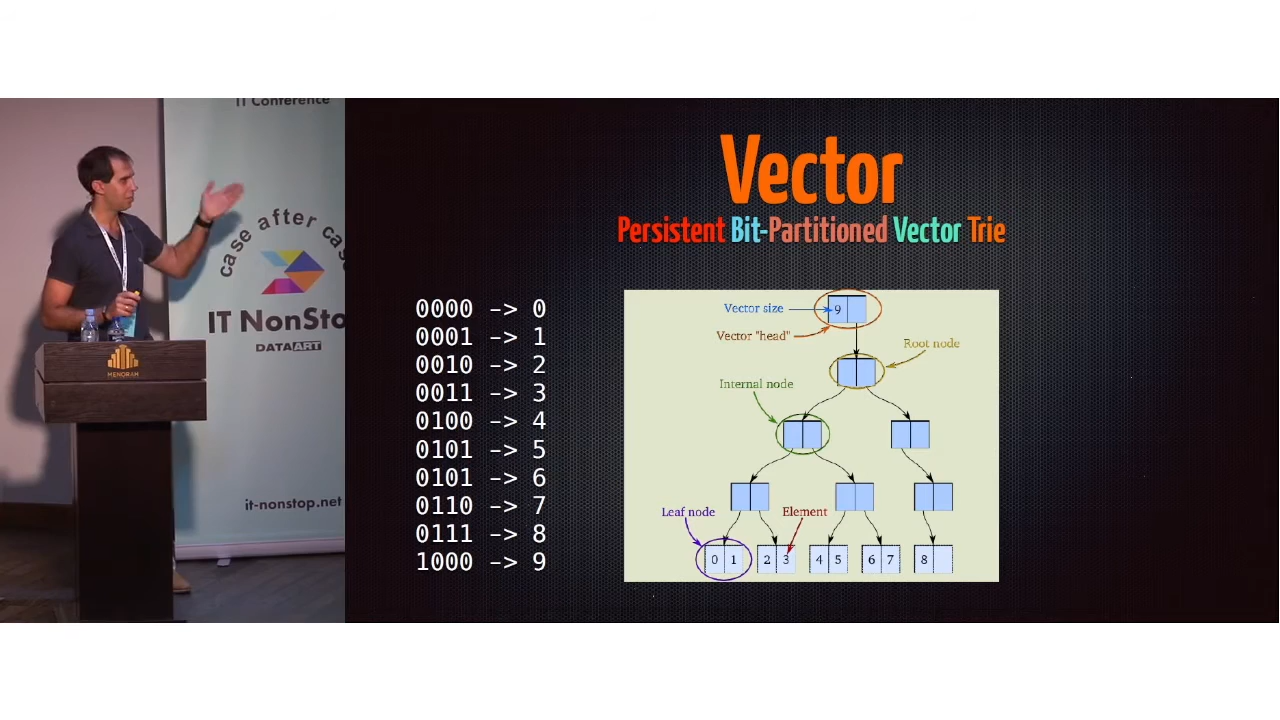 IT Conference
case after cas
IT NonSto
DATAART
it-nonstop.net
MENORAH
Vector
Persistent Bit-Partitioned Vector Trie
0000 -> 0
0001 -> 1
0010 -> 2
0011 -> 3
0100 -> 4
0101 -> 5
0101 -> 6
0110 -> 7
0111 -> 8
1000 -> 9
Vector size
9
Vector "head"
Root node
Internal node
Leaf node
Element
0 1
2 3
4 5
6 7
8